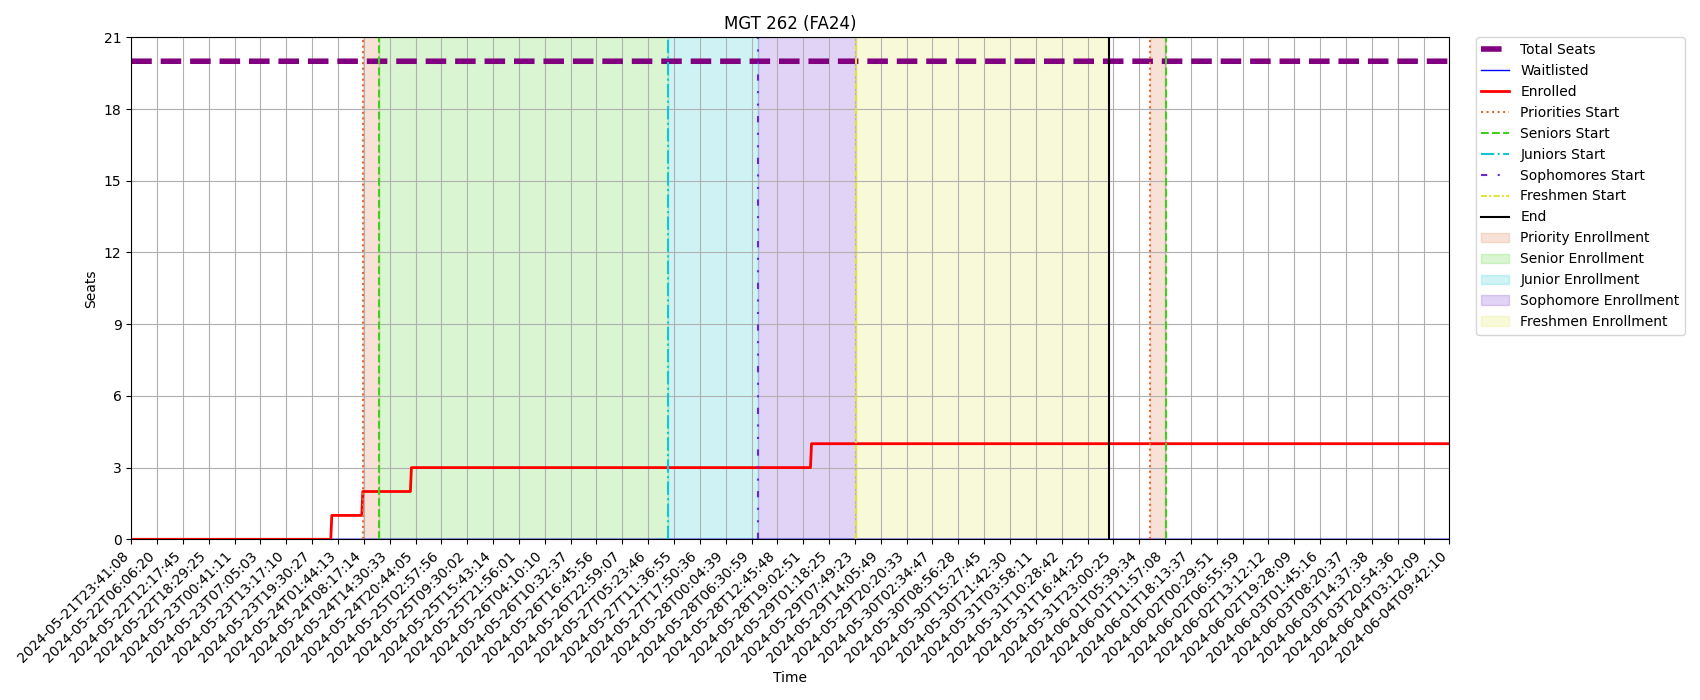 MGT 262 (FA24)
21
18
15
12
9
6
3
0
Seats
2024-05-21T23:41:08
2024-05-22T06:06:20
2024-05-22T12:17:45
2024-05-22T18:29:25
2024-05-23T00:41:11
2024-05-23T07:05:03
2024-05-23T13:17:10
2024-05-23T19:30:27
2024-05-24T01:44:13
2024-05-24T08:17:14
2024-05-24T14:30:33
2024-05-24T20:44:05
2024-05-25T02:57:56
2024-05-25T09:30:02
2024-05-25T15:43:14
2024-05-25T21:56:01
2024-05-26T04:10:10
2024-05-26T10:32:37
2024-05-26T16:45:56
2024-05-26T22:59:07
2024-05-27T05:23:46
2024-05-27T11:36:55
2024-05-27T17:50:36
2024-05-28T00:04:39
2024-05-28T06:30:59
2024-05-28T12:45:48
2024-05-28T19:02:51
2024-05-29T01:18:25
2024-05-29T07:49:23
2024-05-29T14:05:49
2024-05-29T20:20:33
2024-05-30T02:34:47
2024-05-30T08:56:28
2024-05-30T15:27:45
2024-05-30T21:42:30
2024-05-31T03:58:11
2024-05-31T10:28:42
2024-05-31T16:44:25
2024-05-31T23:00:25
2024-06-01T05:39:34
2024-06-01T11:57:08
2024-06-01T18:13:37
2024-06-02T00:29:51
2024-06-02T06:55:59
2024-06-02T13:12:12
2024-06-02T19:28:09
2024-06-03T01:45:16
2024-06-03T08:20:37
2024-06-03T14:37:38
2024-06-03T20:54:36
2024-06-04T03:12:09
2024-06-04T09:42:10
Time
Total Seats
Waitlisted
Enrolled
Priorities Start
Seniors Start
Juniors Start
Sophomores Start
Freshmen Start
End
Priority Enrollment
Senior Enrollment
Junior Enrollment
Sophomore Enrollment
Freshmen Enrollment